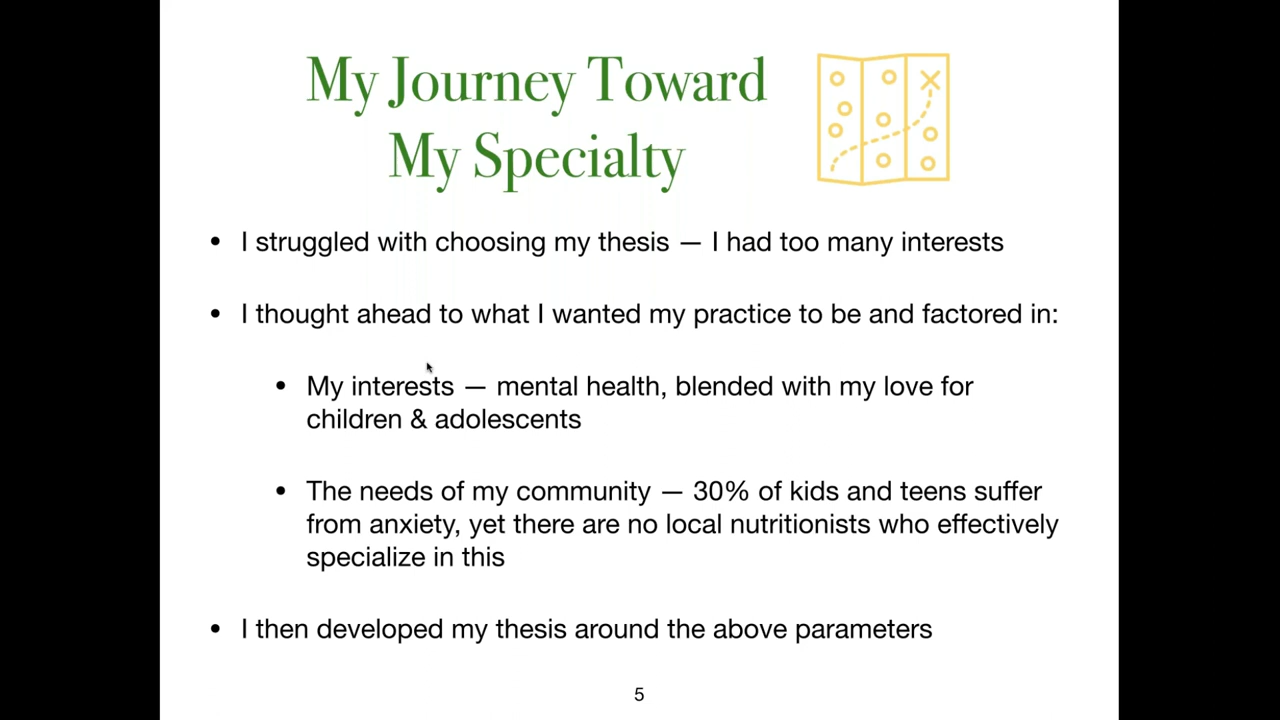 My Journey Toward
My Specialty
• I struggled with choosing my thesis — I had too many interests
• I thought ahead to what I wanted my practice to be and factored in:
• My interests — mental health, blended with my love for
children & adolescents
• The needs of my community — 30% of kids and teens suffer
from anxiety, yet there are no local nutritionists who effectively
specialize in this
• I then developed my thesis around the above parameters
5